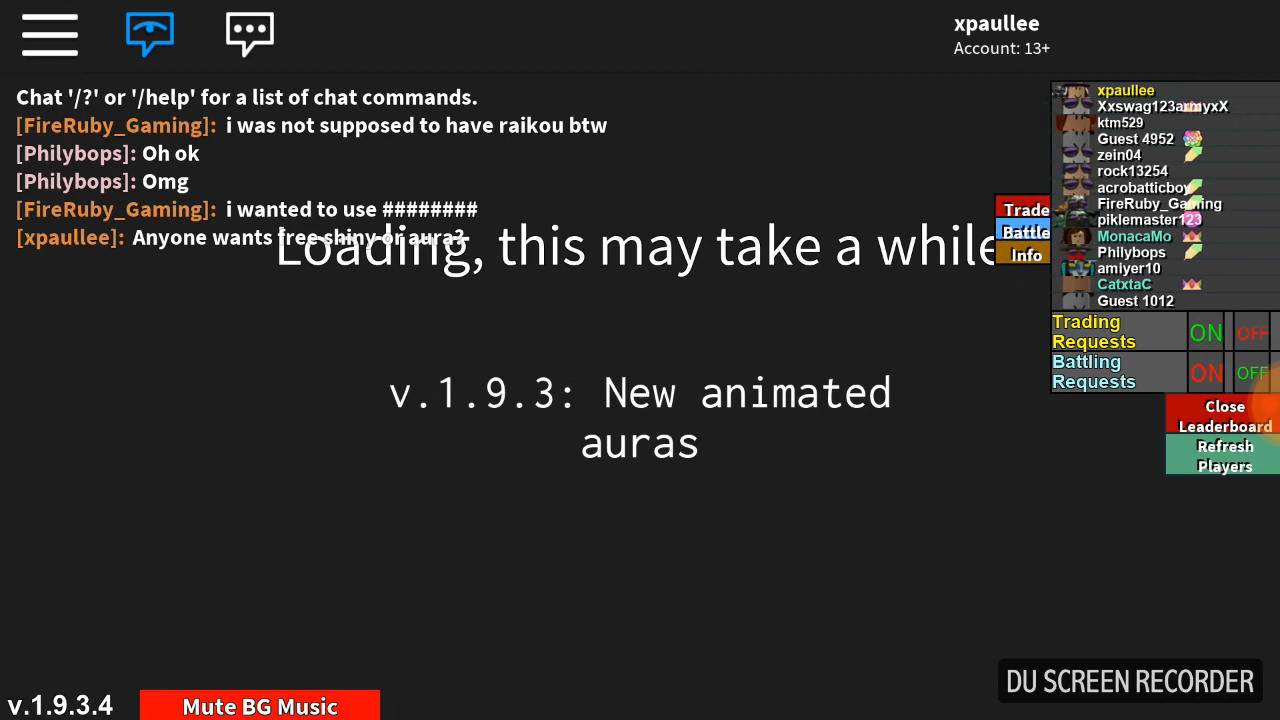 xpaullee
Account: 13+
Chat '/?' or '/help' for a list of chat commands.
[FireRuby_Gaming]: i was not supposed to have raikou btw
[Philybops]: Oh ok
[Philybops]: Omg
[FireRuby_Gaming]: i wanted to use ########
[xpaullee]: Anyone wants free shiny or aura?
Loading, this may take a while
v.1.9.3: New animated
auras
xpaullee
Xxswag123armyxX
ktm529
Guest 4952
zein04
rock13254
acrobatticboy
FireRuby_Gaming
piklemaster123
MonacaMo
Philybops
amiyer10
CatxtaC
Guest 1012
Trade
Battle
Info
Trading
Requests
ON OFF
Battling
Requests
ON OFF
Close
Leaderboard
Refresh
Players
DU SCREEN RECORDER
v.1.9.3.4
Mute BG Music